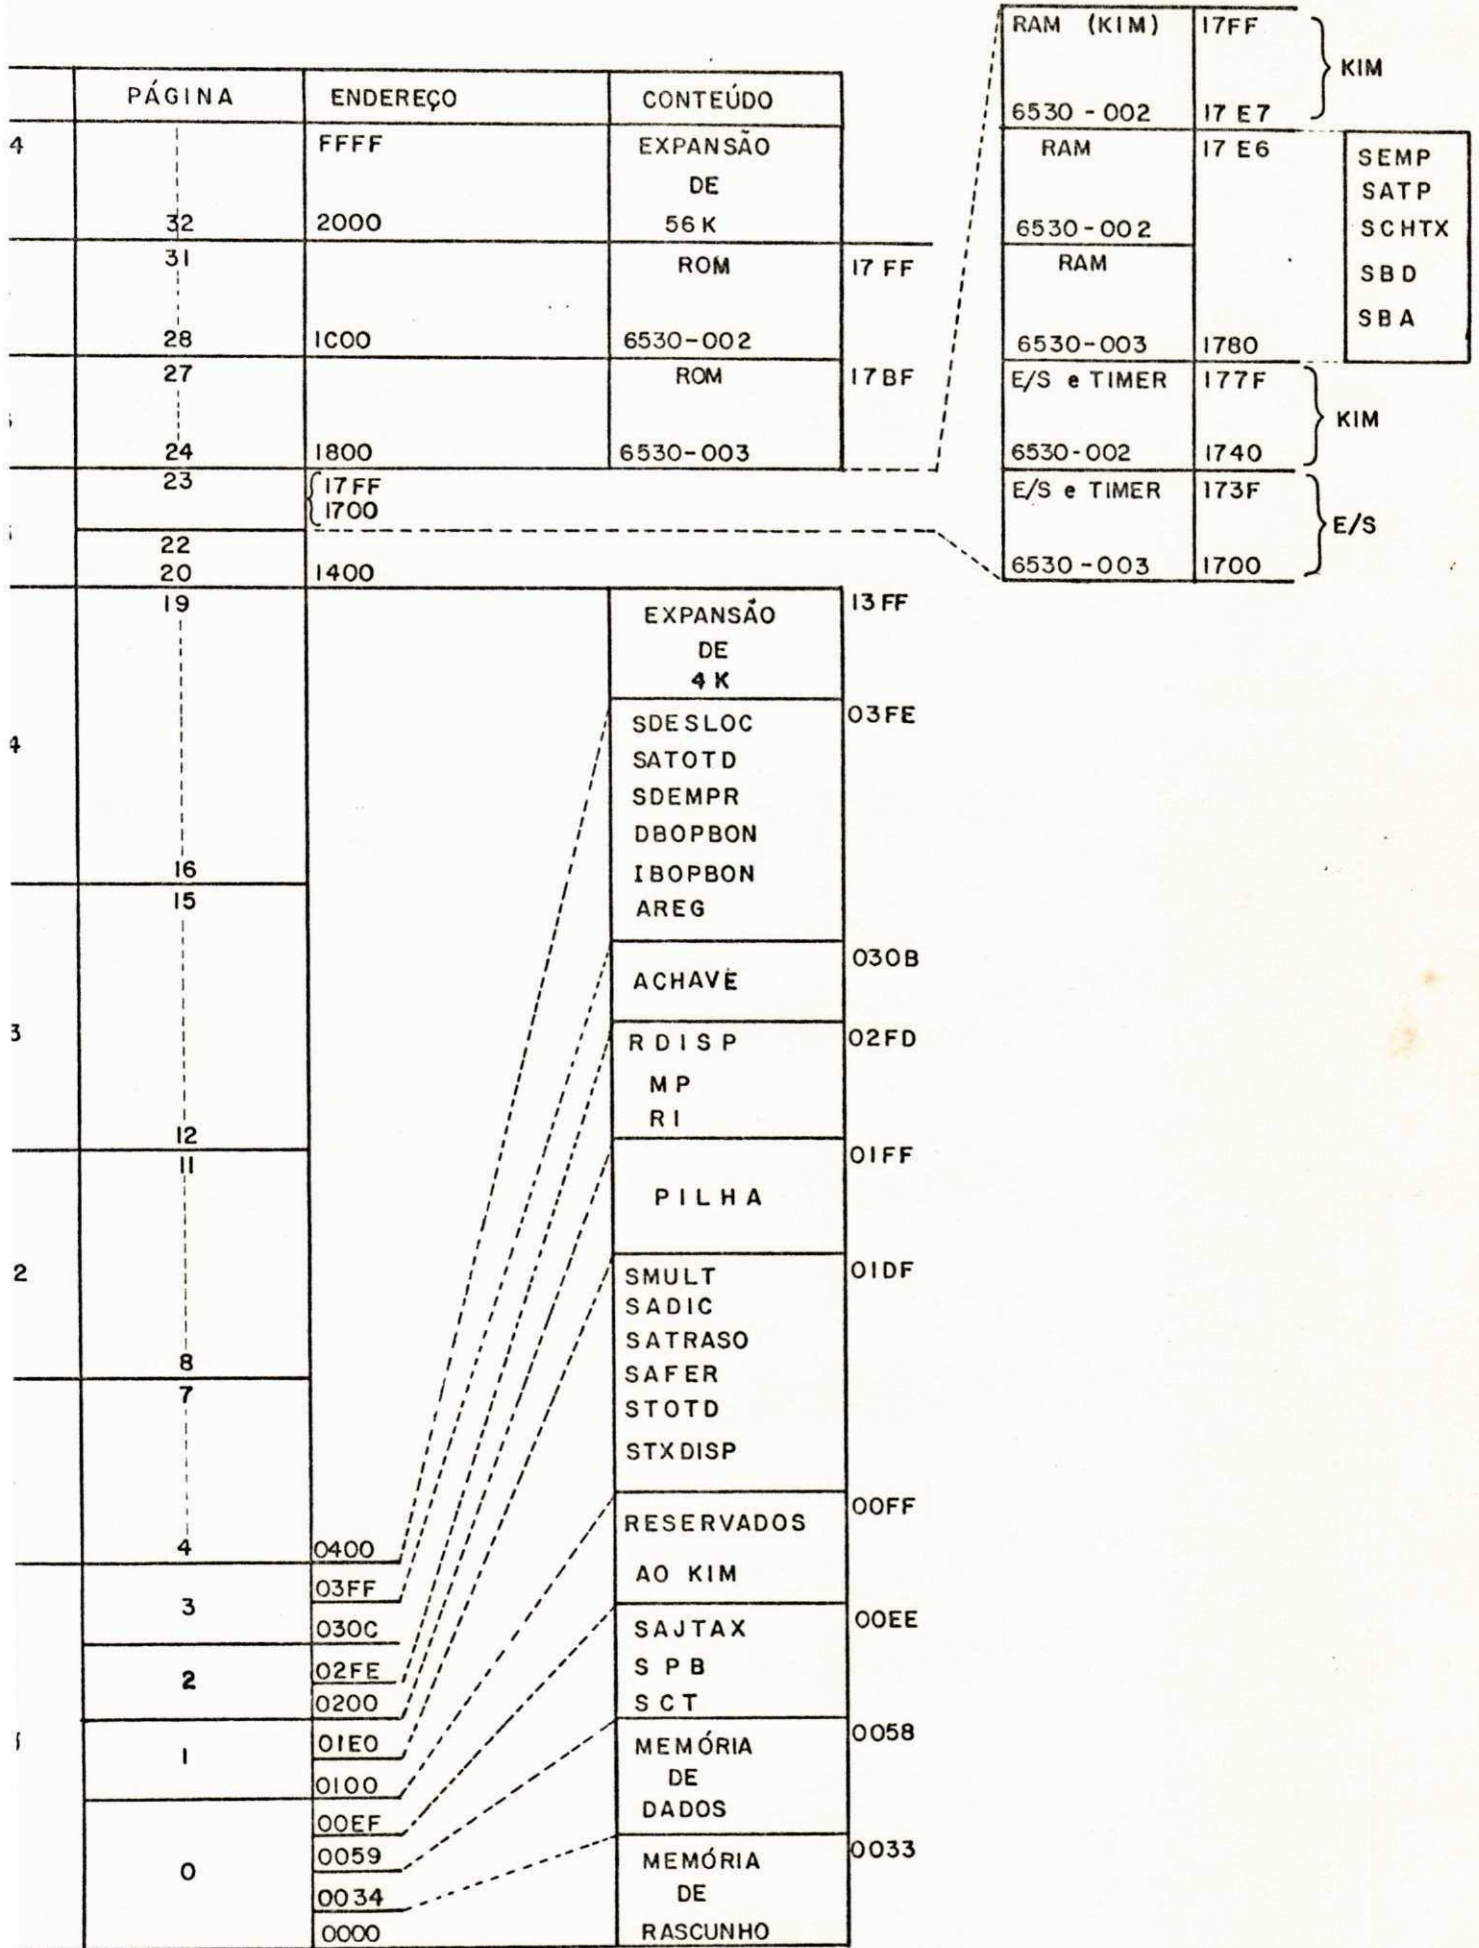 PÁGINA ENDEREÇO CONTEÚDO
4
FFFF EXPANSÃO
DE
32 2000 56 K
31 ROM 17 FF
28 1C00 6530-002
27 ROM 17BF
24 1800 6530-003
23 17FF
1700
22
20 1400
19
EXPANSÃO 13FF
DE
4 K
SDESLOC 03FE
4
SATOTD
SDEMPR
DBOPBON
16
IBOPBON
15
AREG
ACHAVE 030B
3
RDISP 02FD
MP
12
RI
11
PILHA 01FF
2
SMULT 01DF
SADIC
SATRASO
8
SAFER
7
STOTD
STXDISP
RESERVADOS 00FF
4 0400
AO KIM
03FF
3
030C
SAJTAX 00EE
2 02FE
SPB
0200
SCT
1 01E0
MEMÓRIA 0058
DE
0100
DADOS
00EF
0059
0
MEMÓRIA 0033
0034
DE
0000
RASCUNHO
RAM (KIM) 17FF
KIM
6530-002 17E7
RAM 17E6
6530-002
RAM
6530-003 1780
SEMP
SATP
SCHTX
SBD
SBA
E/S e TIMER 177F
KIM
6530-002 1740
E/S e TIMER 173F
E/S
6530-003 1700